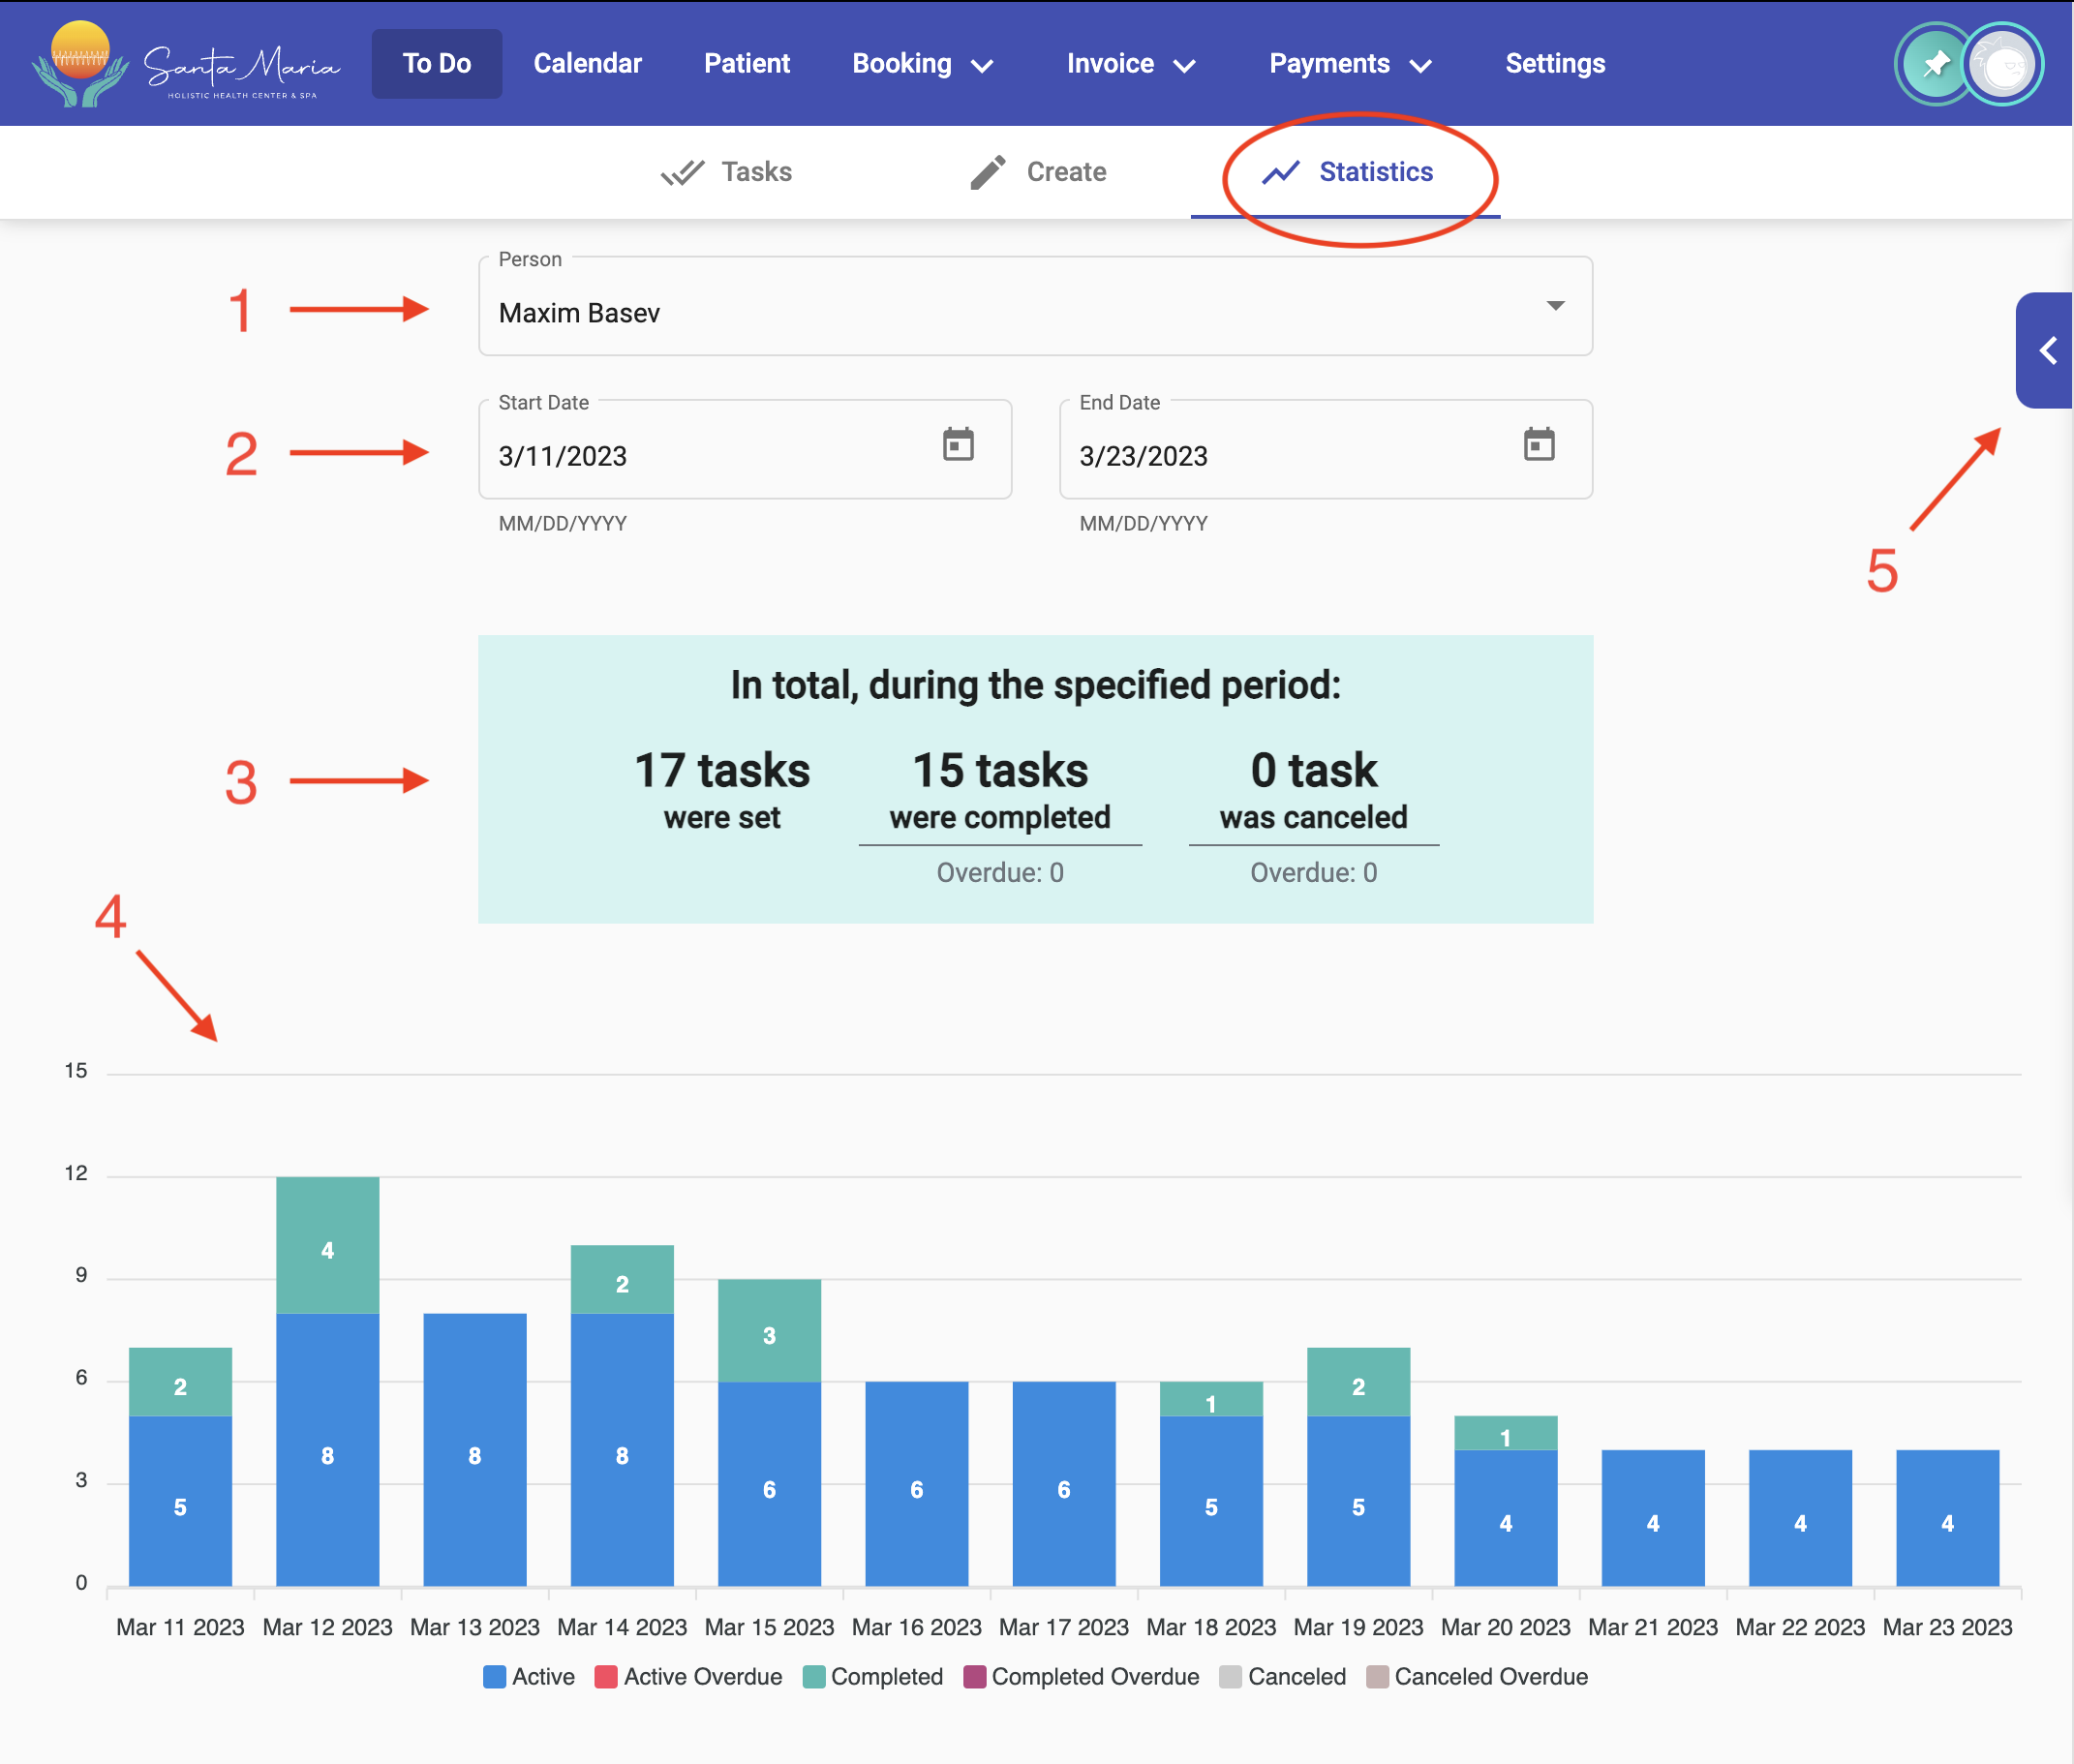 Santa Maria
HOLISTIC HEALTH CENTER & SPA
To Do Calendar Patient Booking Invoice Payments Settings
Tasks Create Statistics
Person
1 Maxim Basev
Start Date End Date
2 3/11/2023 3/23/2023
MM/DD/YYYY MM/DD/YYYY
5
In total, during the specified period:
3 17 tasks 15 tasks 0 task
were set were completed was canceled
Overdue: 0 Overdue: 0
4
15
12
4
9
2
3
6
2 1 2
8 8 8 1
3
6 6 6
5 5 5 4 4 4 4
0
Mar 11 2023 Mar 12 2023 Mar 13 2023 Mar 14 2023 Mar 15 2023 Mar 16 2023 Mar 17 2023 Mar 18 2023 Mar 19 2023 Mar 20 2023 Mar 21 2023 Mar 22 2023 Mar 23 2023
Active Active Overdue Completed Completed Overdue Canceled Canceled Overdue